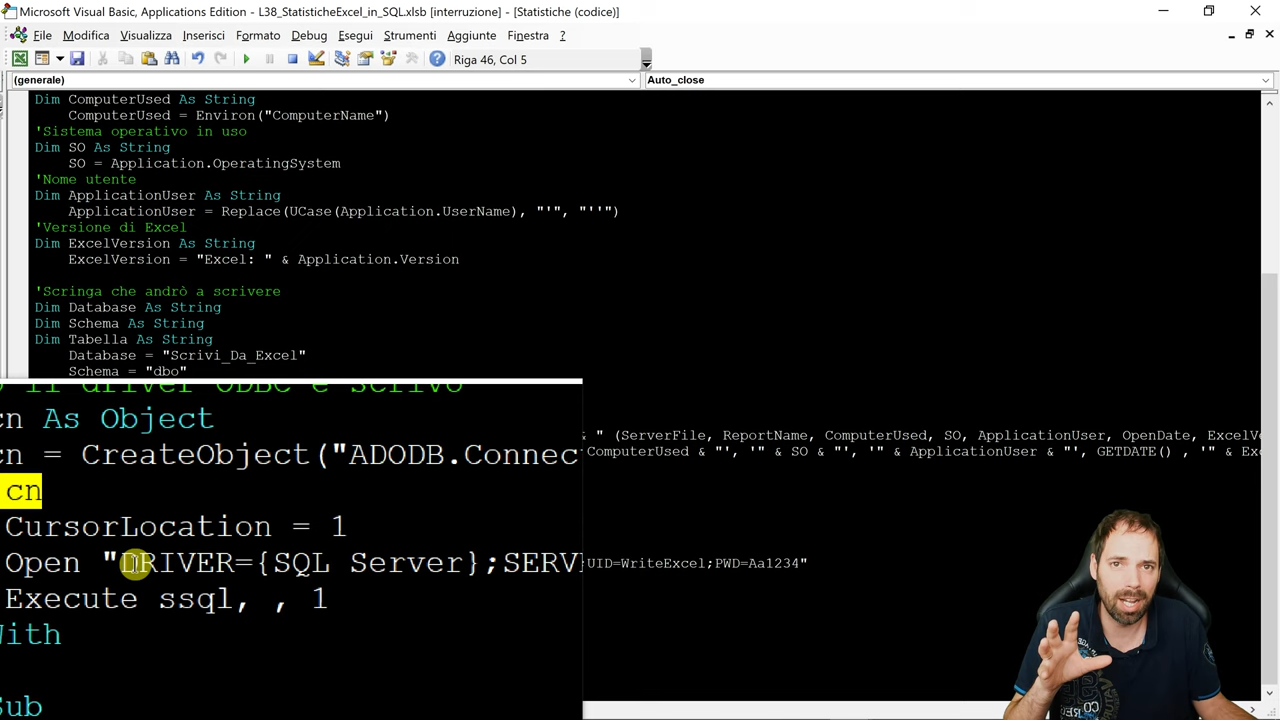 Microsoft Visual Basic, Applications Edition - L38_StatisticheExcel_in_SQL.xlsb [interruzione] - [Statistiche (codice)]
File Modifica Visualizza Inserisci Formato Debug Esegui Strumenti Aggiunte Finestra ?
Riga 46, Col 5
(generale) Auto_close
Dim ComputerUsed As String
ComputerUsed = Environ("ComputerName")
'Sistema operativo in uso
Dim SO As String
SO = Application.OperatingSystem
'Nome utente
Dim ApplicationUser As String
ApplicationUser = Replace(UCase(Application.UserName), "'", "''")
'Versione di Excel
Dim ExcelVersion As String
ExcelVersion = "Excel: " & Application.Version
'Scringa che andrò a scrivere
Dim Database As String
Dim Schema As String
Dim Tabella As String
Database = "Scrivi_Da_Excel"
Schema = "dbo"
& " (ServerFile, ReportName, ComputerUsed, SO, ApplicationUser, OpenDate, ExcelV
ComputerUsed & "', '" & SO & "', '" & ApplicationUser & "', GETDATE() , '" & Ex
UID=WriteExcel;PWD=Aa1234"
il driver ODBC e scrivo
cn As Object
cn = CreateObject("ADODB.Connec
cn
CursorLocation = 1
Open "DRIVER={SQL Server};SERV
Execute ssql, , 1
With
Sub